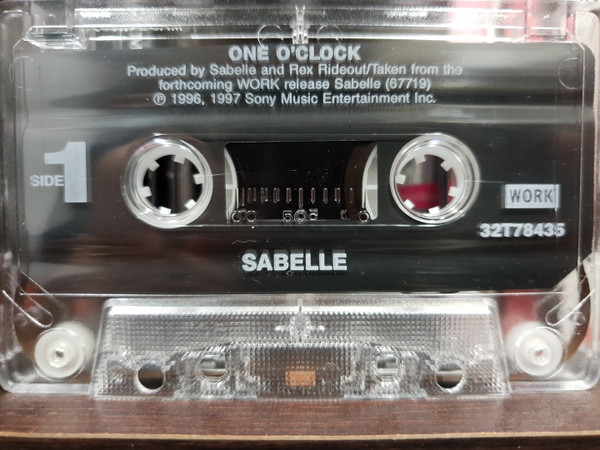 ONE O'CLOCK
Produced by Sabelle and Rex Rideout/Taken from the
forthcoming WORK release Sabelle (67719)
℗ 1996, 1997 Sony Music Entertainment Inc.
SIDE 1
WORK
32T78435
SABELLE